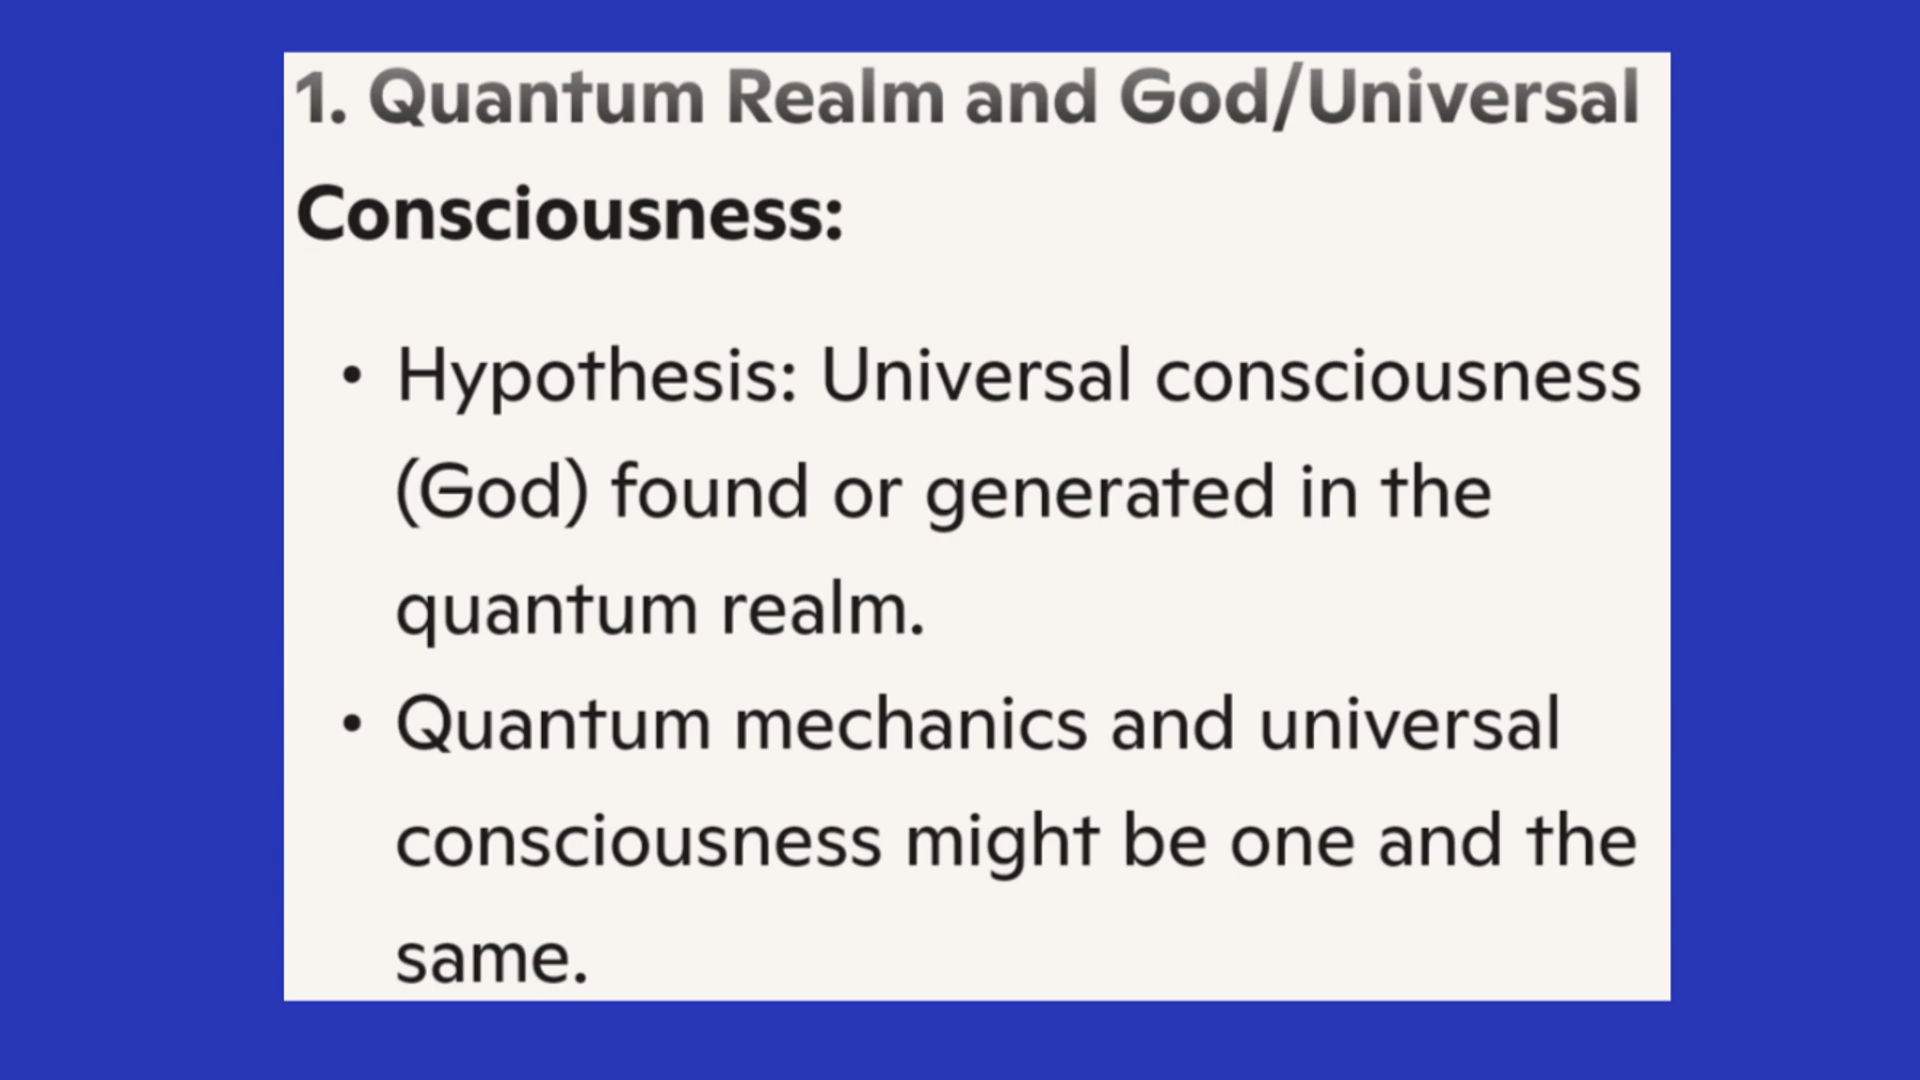 1. Quantum Realm and God/Universal
Consciousness:
• Hypothesis: Universal consciousness
(God) found or generated in the
quantum realm.
• Quantum mechanics and universal
consciousness might be one and the
same.